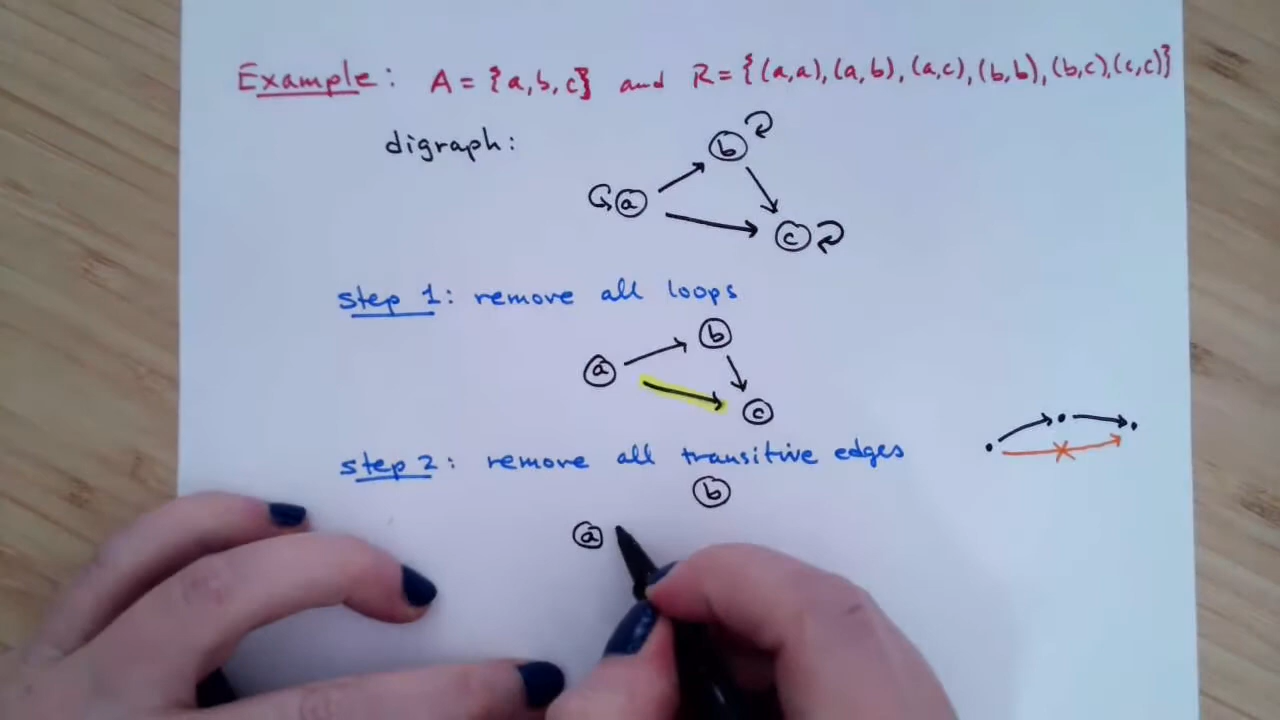 Example: A = {a,b,c} and R = {(a,a),(a,b),(a,c),(b,b),(b,c),(c,c)}
digraph:
b
a
c
step 1: remove all loops
b
a
c
step 2: remove all transitive edges
b
a